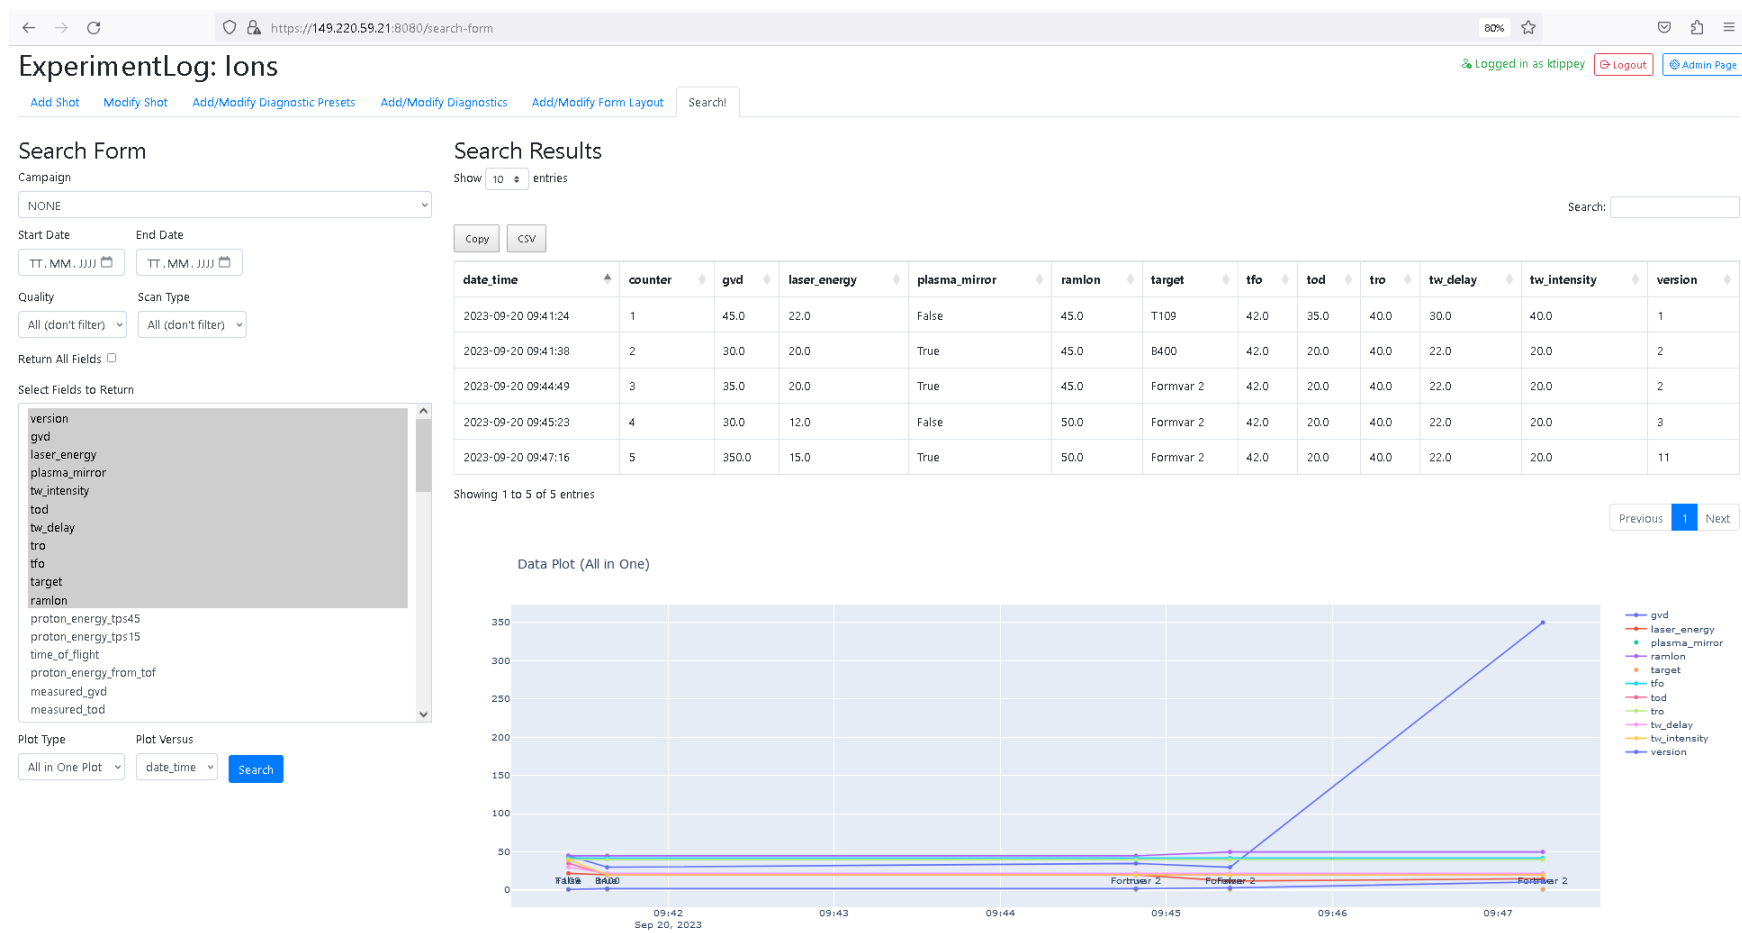 https://149.220.59.21:8080/search-form
80%
ExperimentLog: Ions
Logged in as ktippey
Logout
Admin Page
Add Shot
Modify Shot
Add/Modify Diagnostic Presets
Add/Modify Diagnostics
Add/Modify Form Layout
Search!
Search Form
Campaign
NONE
Start Date End Date
TT.MM.JJJJ TT.MM.JJJJ
Quality Scan Type
All (don't filter) All (don't filter)
Return All Fields
Select Fields to Return
version
gvd
laser_energy
plasma_mirror
tw_intensity
tod
tw_delay
tro
tfo
target
ramlon
proton_energy_tps45
proton_energy_tps15
time_of_flight
proton_energy_from_tof
measured_gvd
measured_tod
Plot Type Plot Versus
All in One Plot date_time Search
Search Results
Show 10 entries
Search:
Copy CSV
date_time counter gvd laser_energy plasma_mirror ramlon target tfo tod tro tw_delay tw_intensity version
2023-09-20 09:41:24 1 45.0 22.0 False 45.0 T109 42.0 35.0 40.0 30.0 40.0 1
2023-09-20 09:41:38 2 30.0 20.0 True 45.0 B400 42.0 20.0 40.0 22.0 20.0 2
2023-09-20 09:44:49 3 35.0 20.0 True 45.0 Formvar 2 42.0 20.0 40.0 22.0 20.0 2
2023-09-20 09:45:23 4 30.0 12.0 False 50.0 Formvar 2 42.0 20.0 40.0 22.0 20.0 3
2023-09-20 09:47:16 5 350.0 15.0 True 50.0 Formvar 2 42.0 20.0 40.0 22.0 20.0 11
Showing 1 to 5 of 5 entries
Previous 1 Next
Data Plot (All in One)
350
300
250
200
150
100
50
0
09:42 09:43 09:44 09:45 09:46 09:47
Sep 20, 2023
gvd
laser_energy
plasma_mirror
ramlon
target
tfo
tod
tro
tw_delay
tw_intensity
version